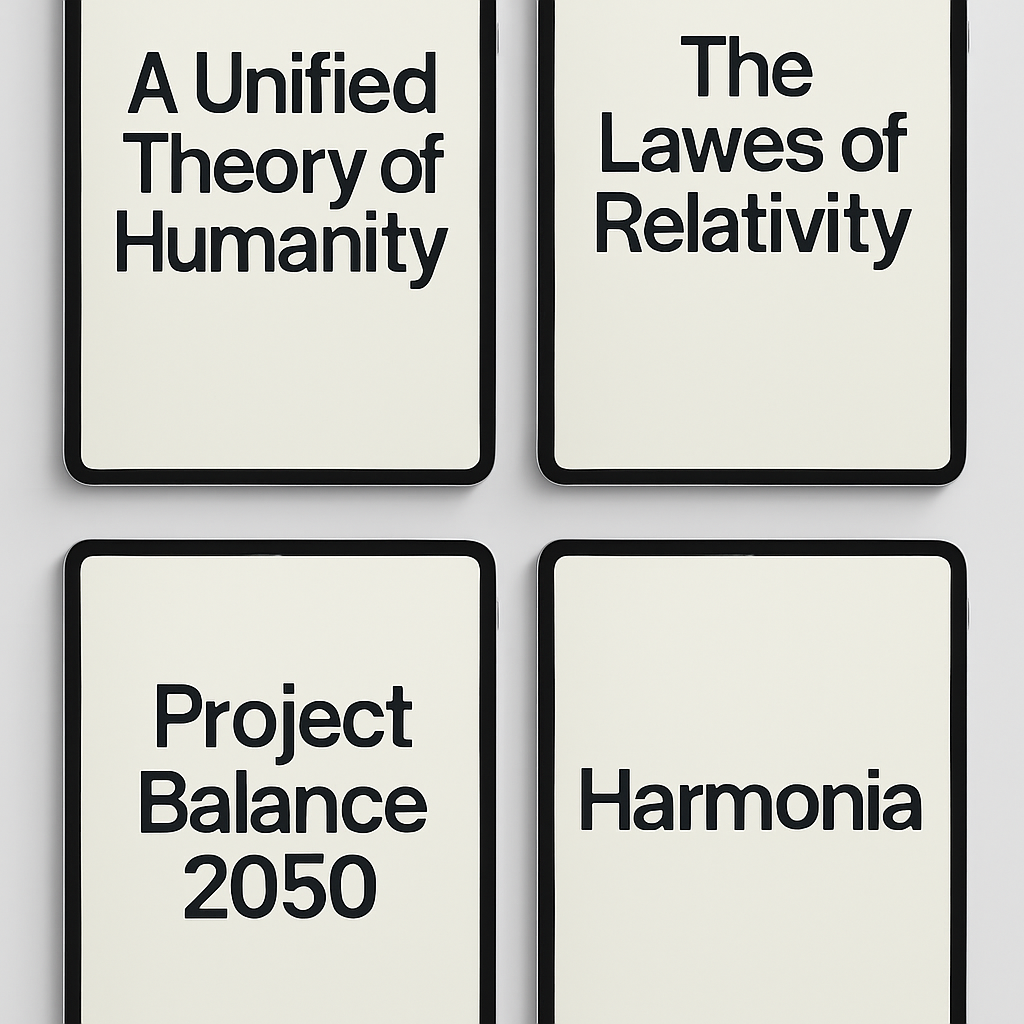 A Unified
Theory of
Humanity
The
Lawes of
Relativity
Project
Balance
2050
Harmonia